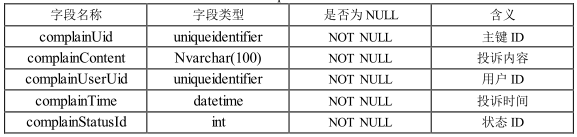 字段名称 字段类型 是否为 NULL 含义
complainUid uniqueidentifier NOT NULL 主键 ID
complainContent Nvarchar(100) NOT NULL 投诉内容
complainUserUid uniqueidentifier NOT NULL 用户 ID
complainTime datetime NOT NULL 投诉时间
complainStatusId int NOT NULL 状态 ID